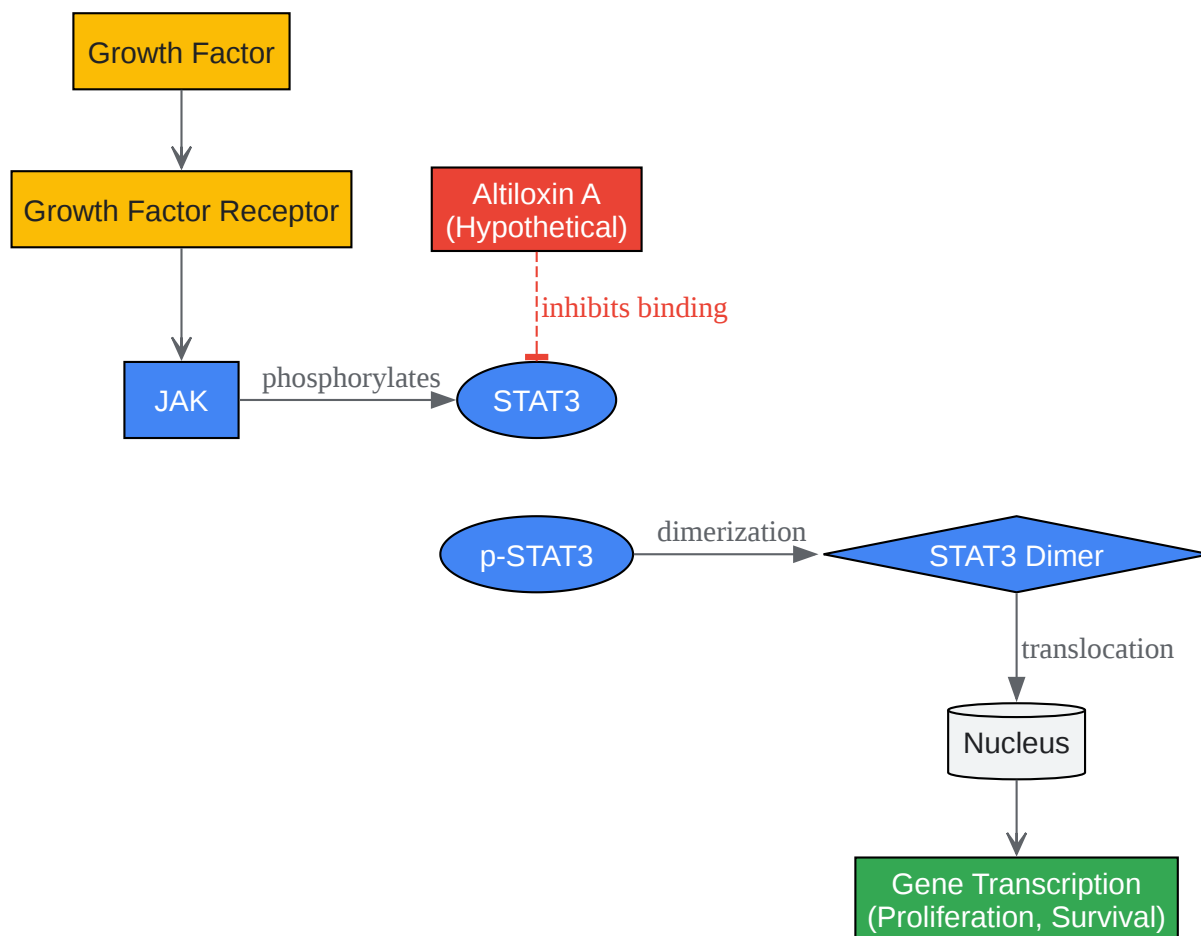 Growth Factor
Growth Factor Receptor
Altiloxin A
(Hypothetical)
inhibits binding
JAK
phosphorylates
STAT3
p-STAT3
dimerization
STAT3 Dimer
translocation
Nucleus
Gene Transcription
(Proliferation, Survival)